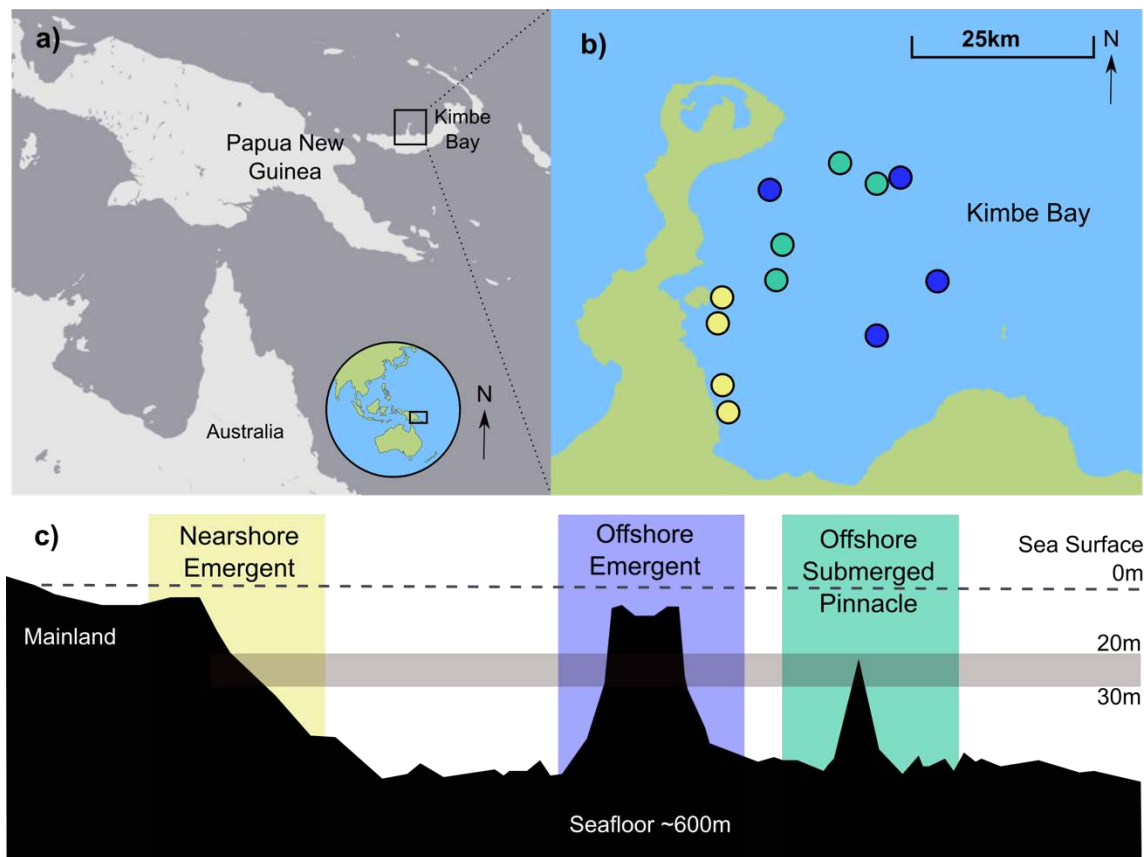 a)
Papua New
Guinea
Kimbe
Bay
Australia
N
b)
25km
N
Kimbe Bay
c)
Nearshore
Emergent
Offshore
Emergent
Offshore
Submerged
Pinnacle
Sea Surface
0m
Mainland
20m
30m
Seafloor ~600m